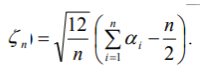 ζₙ) = √(12/n) (∑ᵢ₌₁ⁿ αᵢ − n/2).